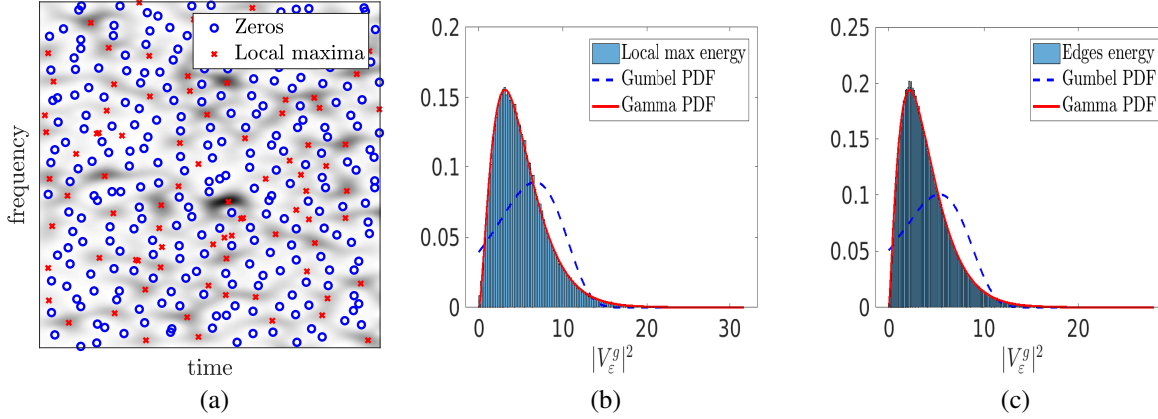 Zeros
Local maxima
frequency
time
(a)
0.2
0.15
0.1
0.05
0
0 10 20 30
Local max energy
Gumbel PDF
Gamma PDF
|V_ε^g|^2
(b)
0.25
0.2
0.15
0.1
0.05
0
0 10 20
Edges energy
Gumbel PDF
Gamma PDF
|V_ε^g|^2
(c)